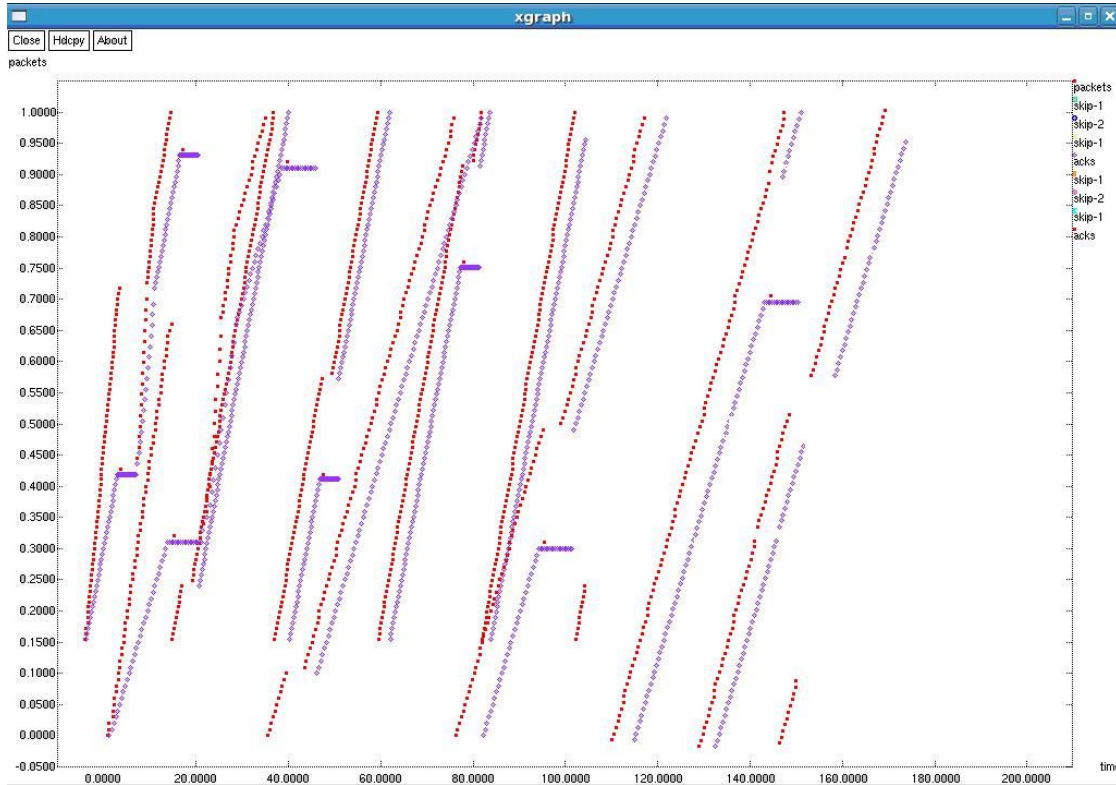 xgraph
Close Hdcpy About
packets
packets
skip-1
skip-2
skip-1
acks
skip-1
skip-2
skip-1
acks
1.0000
0.9500
0.9000
0.8500
0.8000
0.7500
0.7000
0.6500
0.6000
0.5500
0.5000
0.4500
0.4000
0.3500
0.3000
0.2500
0.2000
0.1500
0.1000
0.0500
0.0000
-0.0500
0.0000 20.0000 40.0000 60.0000 80.0000 100.0000 120.0000 140.0000 160.0000 180.0000 200.0000
time